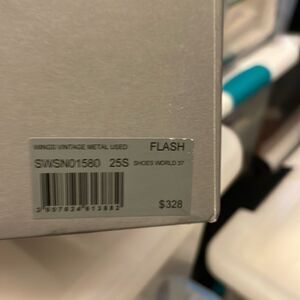 WINGS/VINTAGE METAL USED FLASH
SWSN01580 25S SHOES WORLD 37
$328